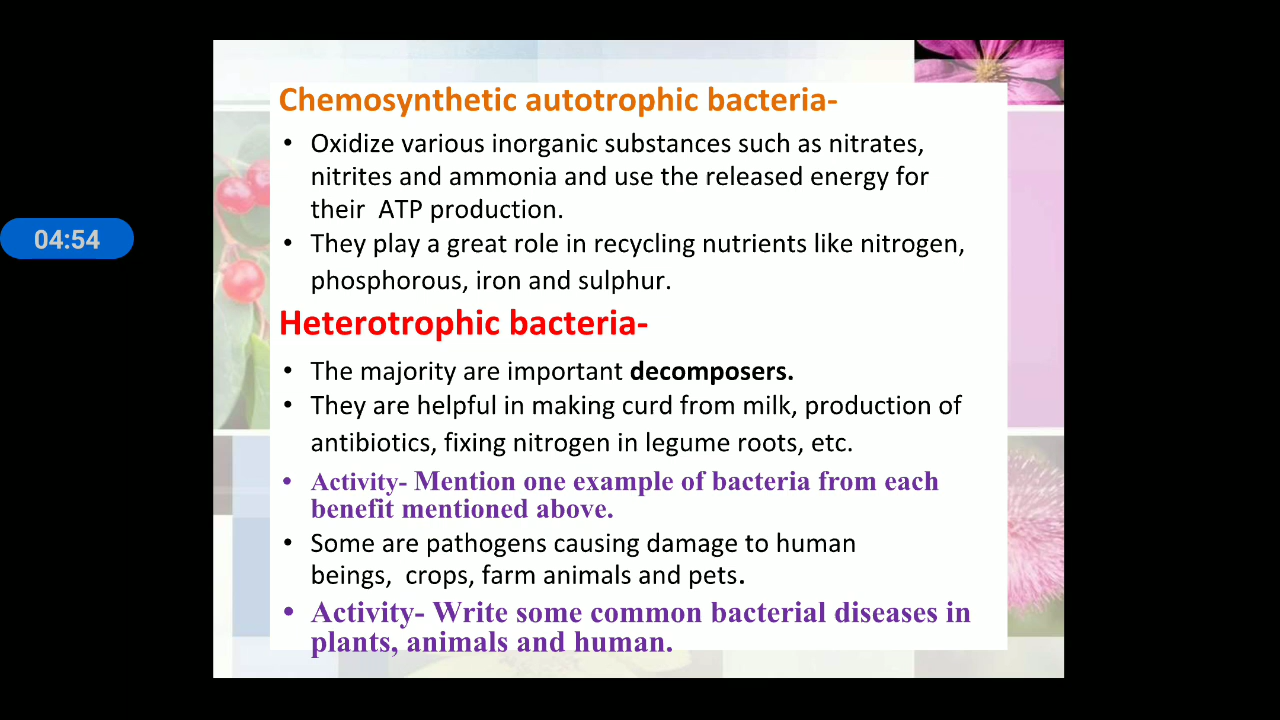 Chemosynthetic autotrophic bacteria-
• Oxidize various inorganic substances such as nitrates,
nitrites and ammonia and use the released energy for
their ATP production.
04:54
• They play a great role in recycling nutrients like nitrogen,
phosphorous, iron and sulphur.
Heterotrophic bacteria-
• The majority are important decomposers.
• They are helpful in making curd from milk, production of
antibiotics, fixing nitrogen in legume roots, etc.
• Activity- Mention one example of bacteria from each
benefit mentioned above.
• Some are pathogens causing damage to human
beings, crops, farm animals and pets.
• Activity- Write some common bacterial diseases in
plants, animals and human.